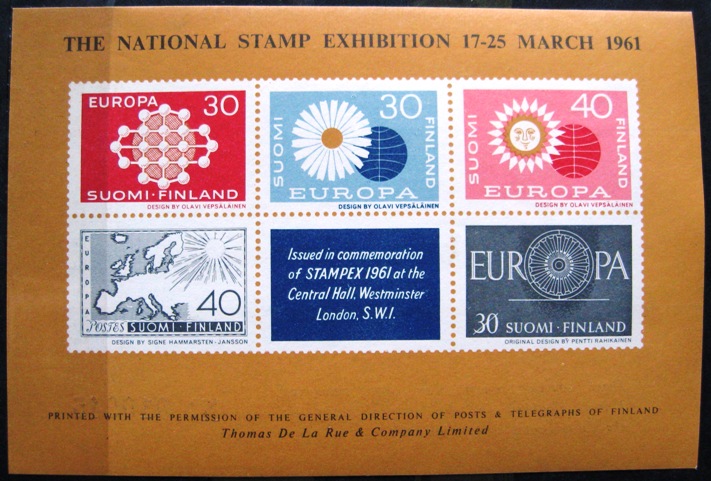 THE NATIONAL STAMP EXHIBITION 17-25 MARCH 1961
EUROPA 30
SUOMI·FINLAND
DESIGN BY OLAVI VEPSÄLÄINEN
30
SUOMI
FINLAND
EUROPA
DESIGN BY OLAVI VEPSÄLÄINEN
40
SUOMI
FINLAND
EUROPA
DESIGN BY OLAVI VEPSÄLÄINEN
EUROPA
40
POSTES SUOMI·FINLAND
DESIGN BY SIGNE HAMMARSTEN-JANSSON
Issued in commemoration
of STAMPEX 1961 at the
Central Hall, Westminster
London, S.W.I.
EUROPA
30 SUOMI·FINLAND
ORIGINAL DESIGN BY PENTTI RAHIKAINEN
PRINTED WITH THE PERMISSION OF THE GENERAL DIRECTION OF POSTS & TELEGRAPHS OF FINLAND
Thomas De La Rue & Company Limited